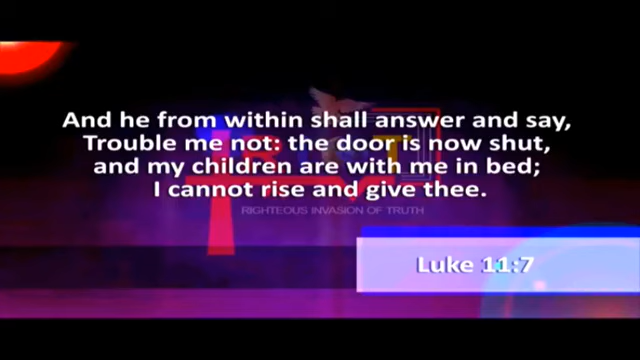 And he from within shall answer and say,
Trouble me not: the door is now shut,
and my children are with me in bed;
I cannot rise and give thee.
RIGHTEOUS INVASION OF TRUTH
Luke 11:7